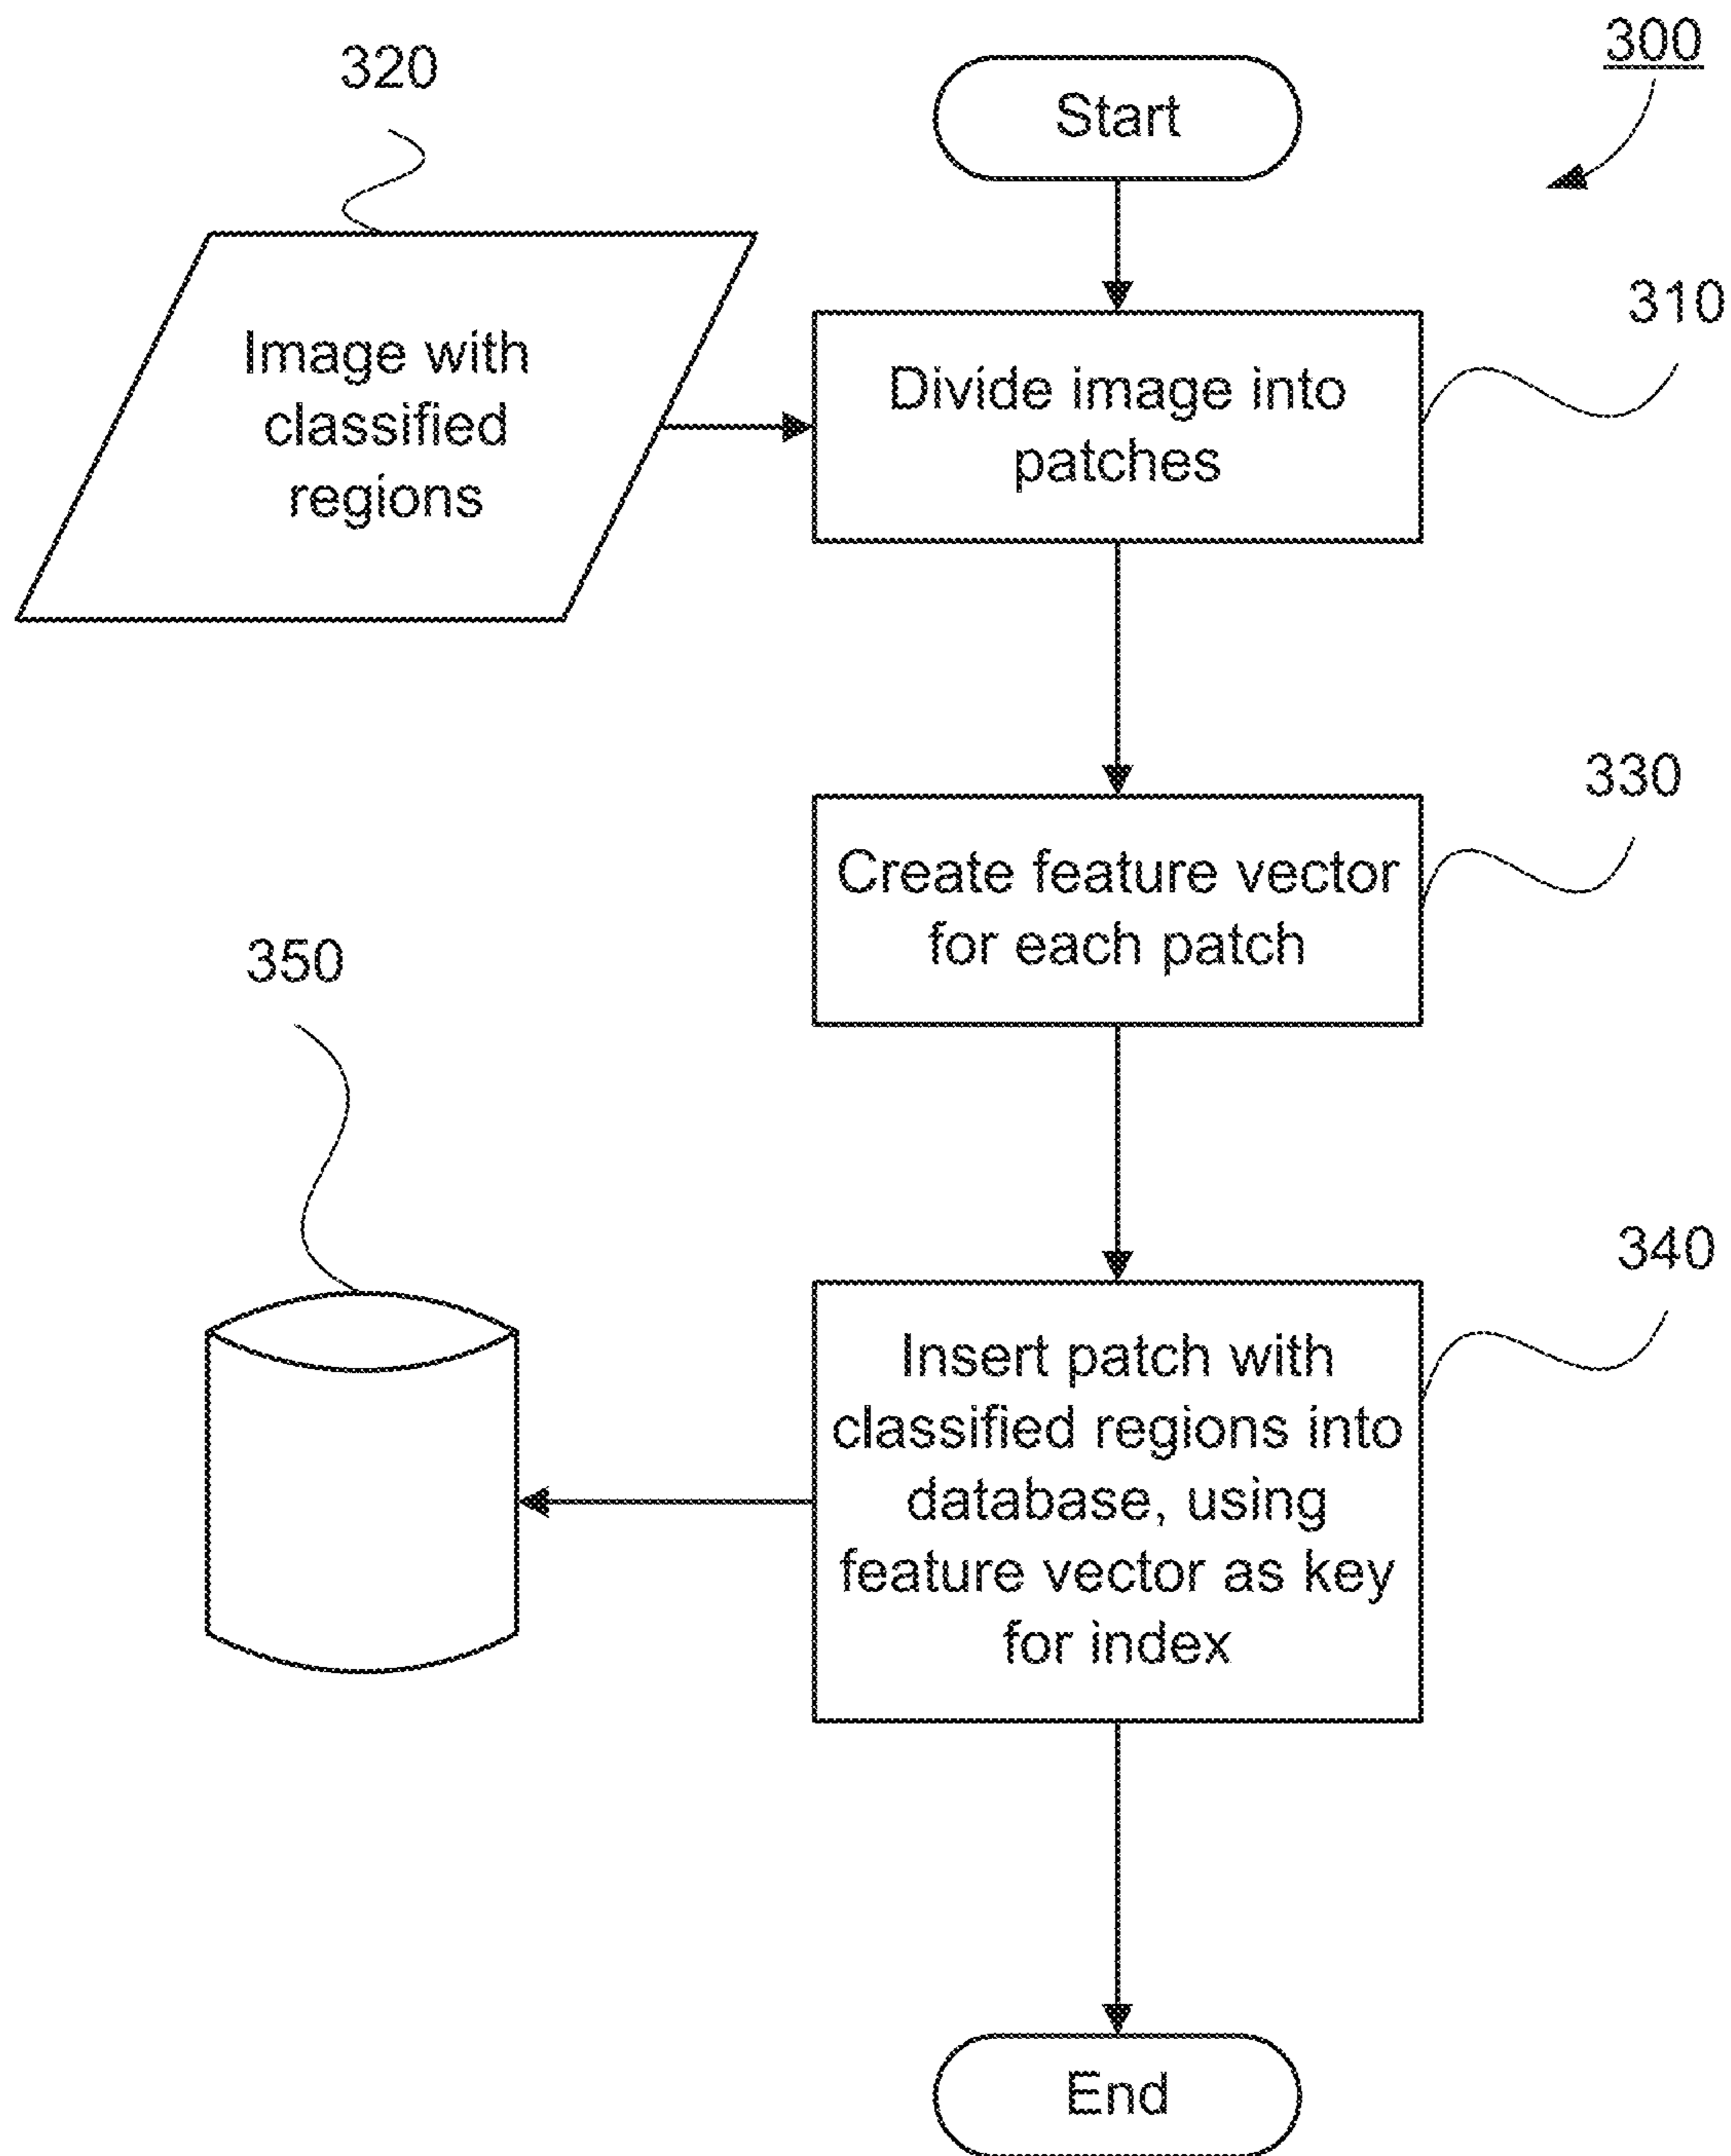 300
320
Start
310
Image with
classified
regions
Divide image into
patches
330
Create feature vector
for each patch
350
340
Insert patch with
classified regions into
database, using
feature vector as key
for index
End